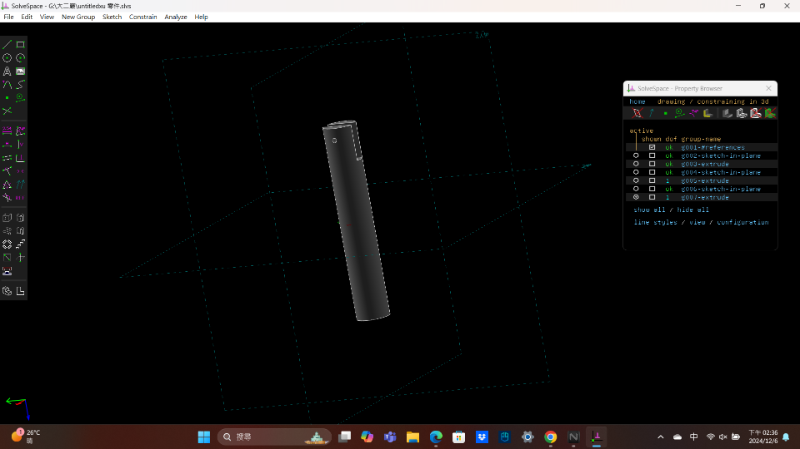 SolveSpace - G:\大二嚴\untitledxu 零件.slvs
File Edit View New Group Sketch Constrain Analyze Help
SolveSpace - Property Browser
home drawing / constraining in 3d
active
shown dof group-name
ok g001-#references
ok g002-sketch-in-plane
ok g003-extrude
ok g004-sketch-in-plane
1 g005-extrude
ok g006-sketch-in-plane
1 g007-extrude
show all / hide all
line styles / view / configuration
26°C
晴
搜尋
中
下午 02:36
2024/12/6